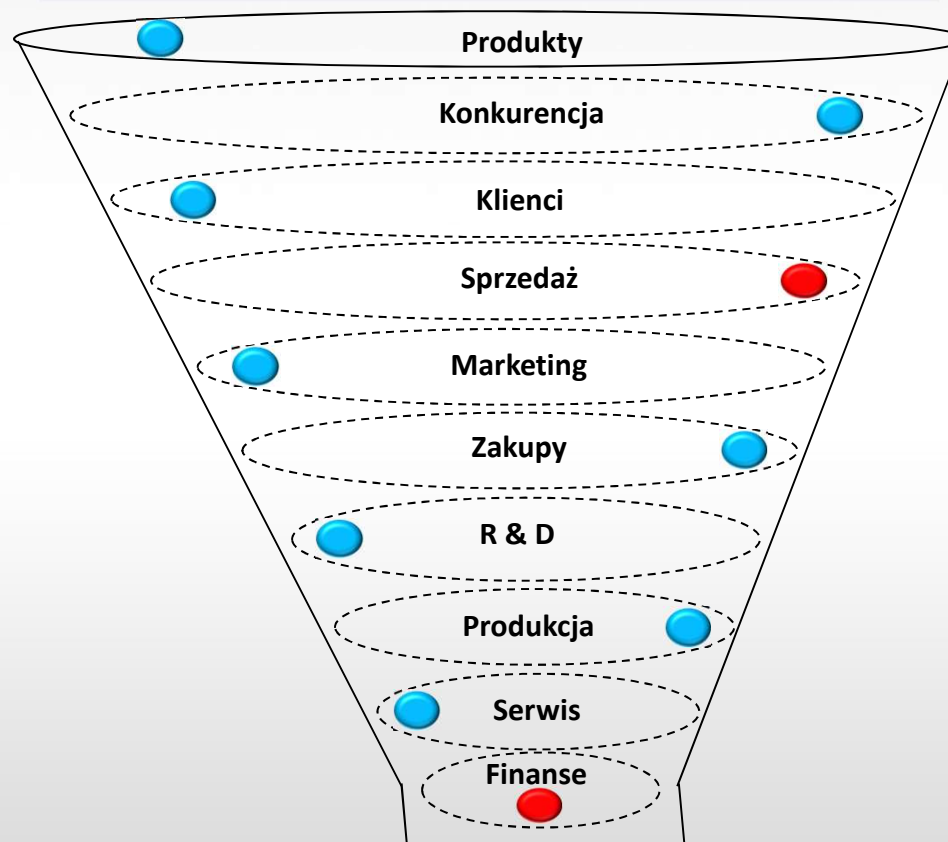 Produkty
Konkurencja
Klienci
Sprzedaż
Marketing
Zakupy
R & D
Produkcja
Serwis
Finanse